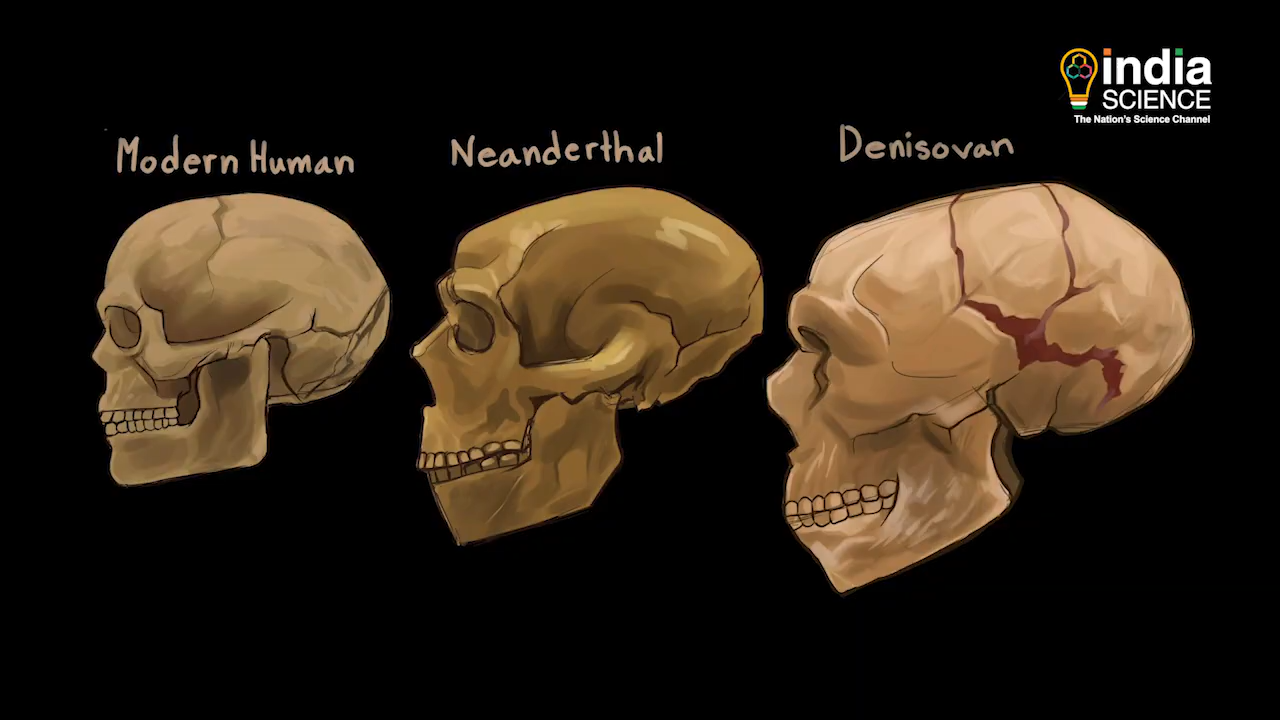 india
SCIENCE
The Nation's Science Channel
Modern Human
Neanderthal
Denisovan